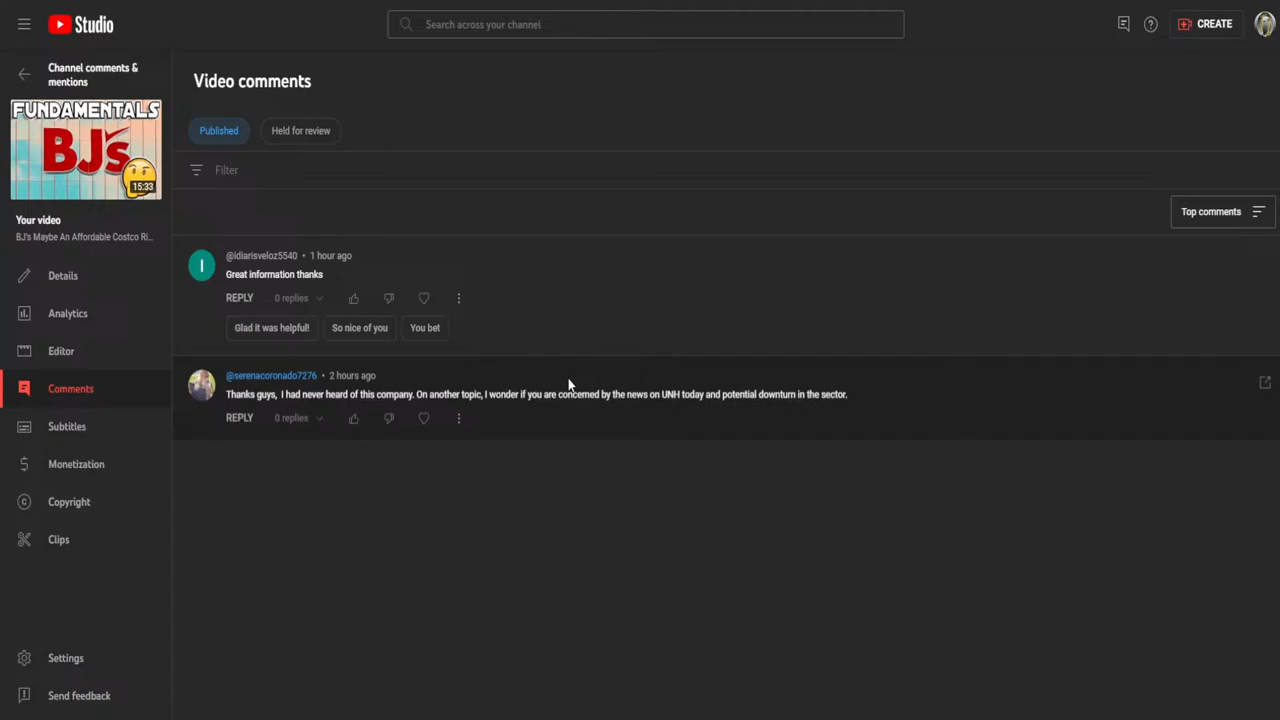 Studio
Search across your channel
CREATE
Channel comments &
mentions
FUNDAMENTALS
BJ's
15:33
Your video
BJ's Maybe An Affordable Costco Ri...
Details
Analytics
Editor
Comments
Subtitles
Monetization
Copyright
Clips
Settings
Send feedback
Video comments
Published
Held for review
Filter
Top comments
I
@idiarisveloz5540 • 1 hour ago
Great information thanks
REPLY 0 replies
Glad it was helpful! So nice of you You bet
@serenacoronado7276 • 2 hours ago
Thanks guys, I had never heard of this company. On another topic, I wonder if you are concerned by the news on UNH today and potential downturn in the sector.
REPLY 0 replies